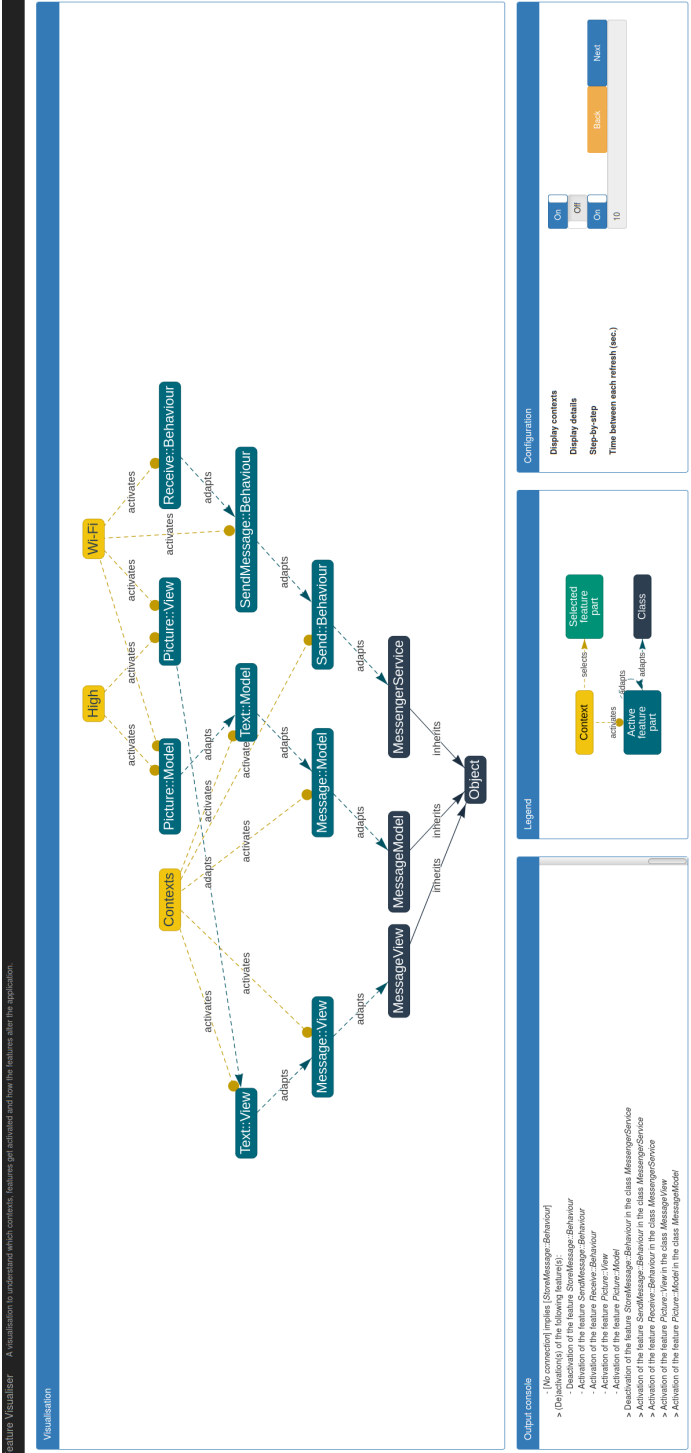 eature Visualiser A visualisation to understand which contexts, features get activated and how the features alter the application.
Visualisation
High
Wi-Fi
activates
activates
activates
activates
Contexts
Picture::Model
Picture::View
Receive::Behaviour
activates
activates
adapts
adapts
activates
adapts
Text::View
Text::Model
SendMessage::Behaviour
adapts
activates
activates
activate
adapts
adapts
Message::View
Message::Model
Send::Behaviour
adapts
adapts
adapts
MessageView
MessageModel
MessengerService
inherits
inherits
inherits
Object
Output console
- [No connection] implies [StoreMessage::Behaviour]
> (De)activation(s) of the following feature(s):
- Deactivation of the feature StoreMessage::Behaviour
- Activation of the feature SendMessage::Behaviour
- Activation of the feature Receive::Behaviour
- Activation of the feature Picture::View
- Activation of the feature Picture::Model
> Deactivation of the feature StoreMessage::Behaviour in the class MessengerService
> Activation of the feature SendMessage::Behaviour in the class MessengerService
> Activation of the feature Receive::Behaviour in the class MessengerService
> Activation of the feature Picture::View in the class MessageView
> Activation of the feature Picture::Model in the class MessageModel
Legend
Context
selects
Selected
feature
part
activates
adapts
Active
feature
part
adapts
Class
Configuration
Display contexts On
Display details Off
Step-by-step On Back Next
Time between each refresh (sec.) 10